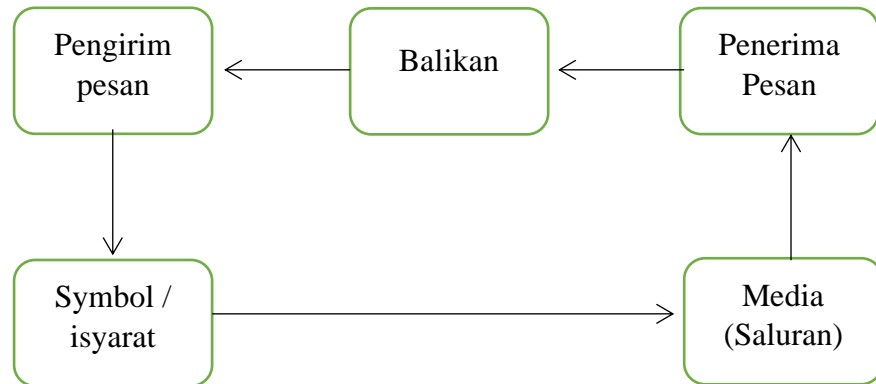 Pengirim
pesan
Balikan
Penerima
Pesan
Symbol /
isyarat
Media
(Saluran)